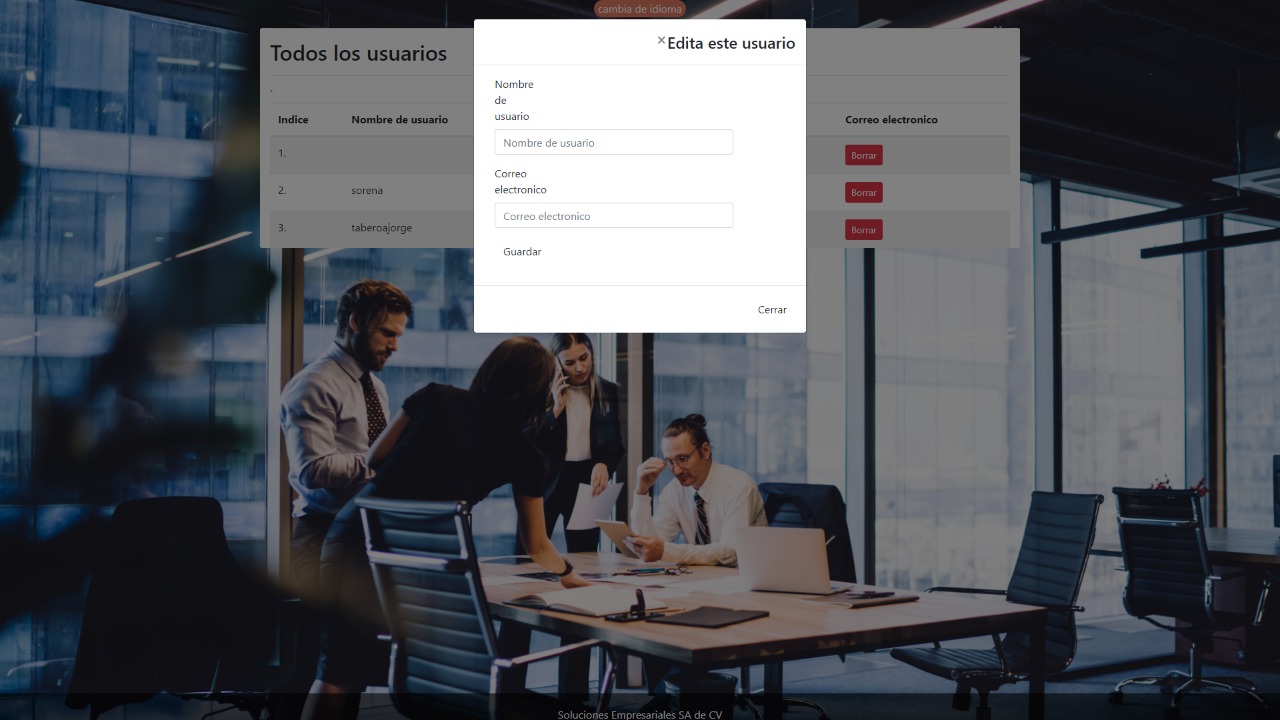 cambia de idioma
Todos los usuarios
×
Edita este usuario
.
Nombre
de
usuario
Nombre de usuario
Correo
electronico
Correo electronico
Guardar
Cerrar
Indice Nombre de usuario Correo electronico
1. Borrar
2. sorena Borrar
3. taberoajorge Borrar
Soluciones Empresariales SA de CV